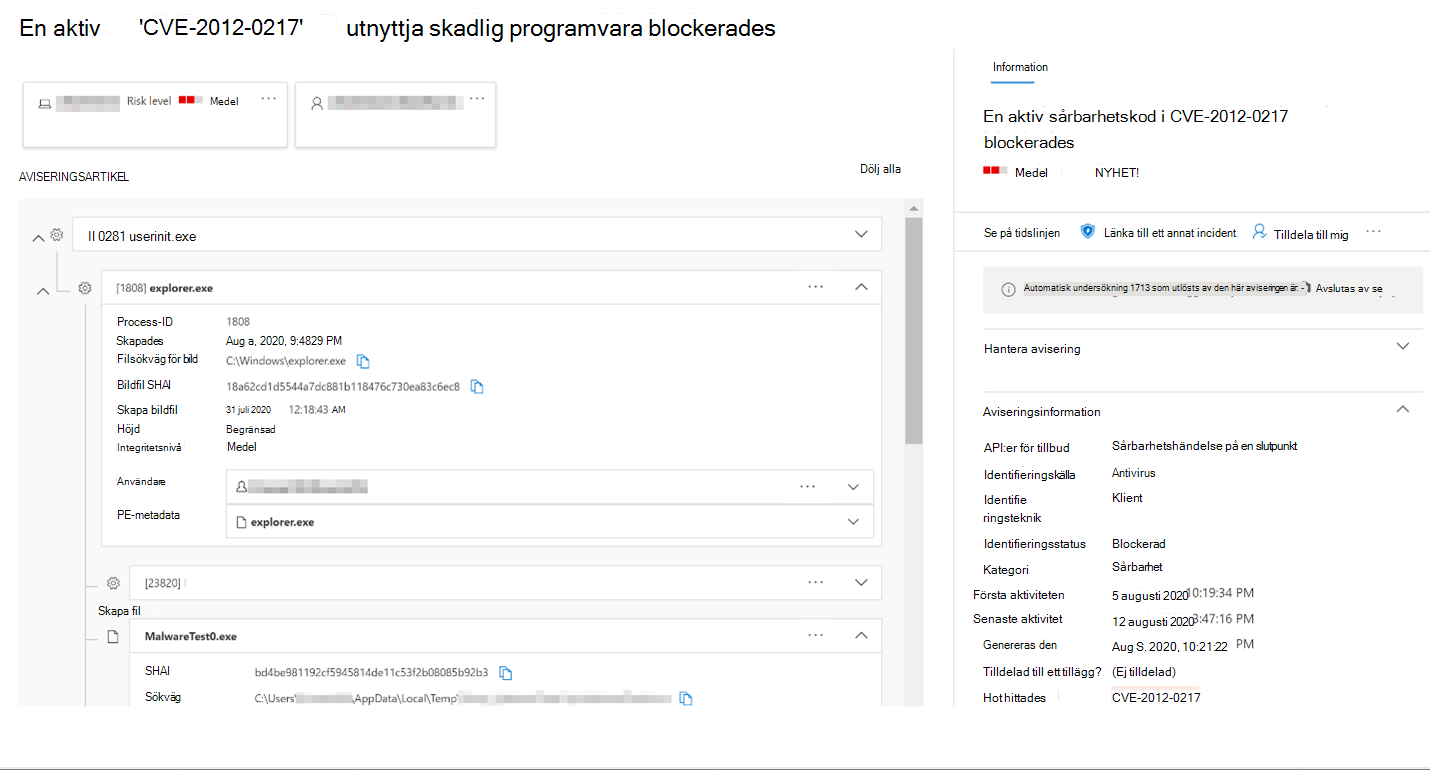 En aktiv 'CVE-2012-0217' utnyttja skadlig programvara blockerades
Risk level Medel ...
...
AVISERINGSARTIKEL
Dölj alla
II 0281 userinit.exe
[1808] explorer.exe ...
Process-ID 1808
Skapades Aug a, 2020, 9:4829 PM
Filsökväg för bild C:\Windows\explorer.exe
Bildfil SHAI 18a62cd1d5544a7dc881b118476c730ea83c6ec8
Skapa bildfil 31 juli 2020 12:18:43 AM
Höjd Begränsad
Integritetsnivå Medel
Användare ...
PE-metadata explorer.exe
[23820] ...
Skapa fil
MalwareTest0.exe ...
SHAI bd4be981192cf5945814de11c53f2b08085b92b3
Sökväg C:\Users\ \AppData\Local\Temp\
Information
En aktiv sårbarhetskod i CVE-2012-0217
blockerades
Medel NYHET!
Se på tidslinjen Länka till ett annat incident Tilldela till mig ...
Automatisk undersökning 1713 som utlösts av den här aviseringen är. - Avslutas av se
Hantera avisering
Aviseringsinformation
API:er för tillbud Sårbarhetshändelse på en slutpunkt
Identifieringskälla Antivirus
Identifie Klient
ringsteknik
Identifieringsstatus Blockerad
Kategori Sårbarhet
Första aktiviteten 5 augusti 2020 10:19:34 PM
Senaste aktivitet 12 augusti 2020 3:47:16 PM
Genereras den Aug S. 2020, 10:21:22 PM
Tilldelad till ett tillägg? (Ej tilldelad)
Hot hittades CVE-2012-0217